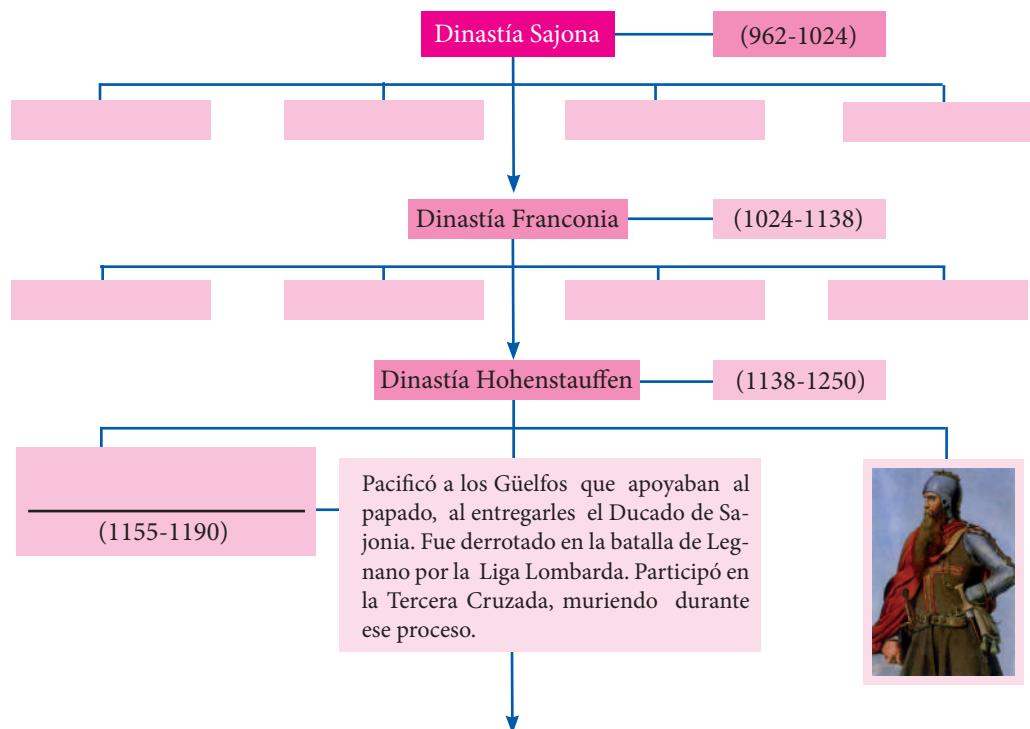 Dinastía Sajona
(962-1024)
Dinastía Franconia
(1024-1138)
Dinastía Hohenstauffen
(1138-1250)
(1155-1190)
Pacificó a los Güelfos que apoyaban al
papado, al entregarles el Ducado de Sa-
jonia. Fue derrotado en la batalla de Leg-
nano por la Liga Lombarda. Participó en
la Tercera Cruzada, muriendo durante
ese proceso.